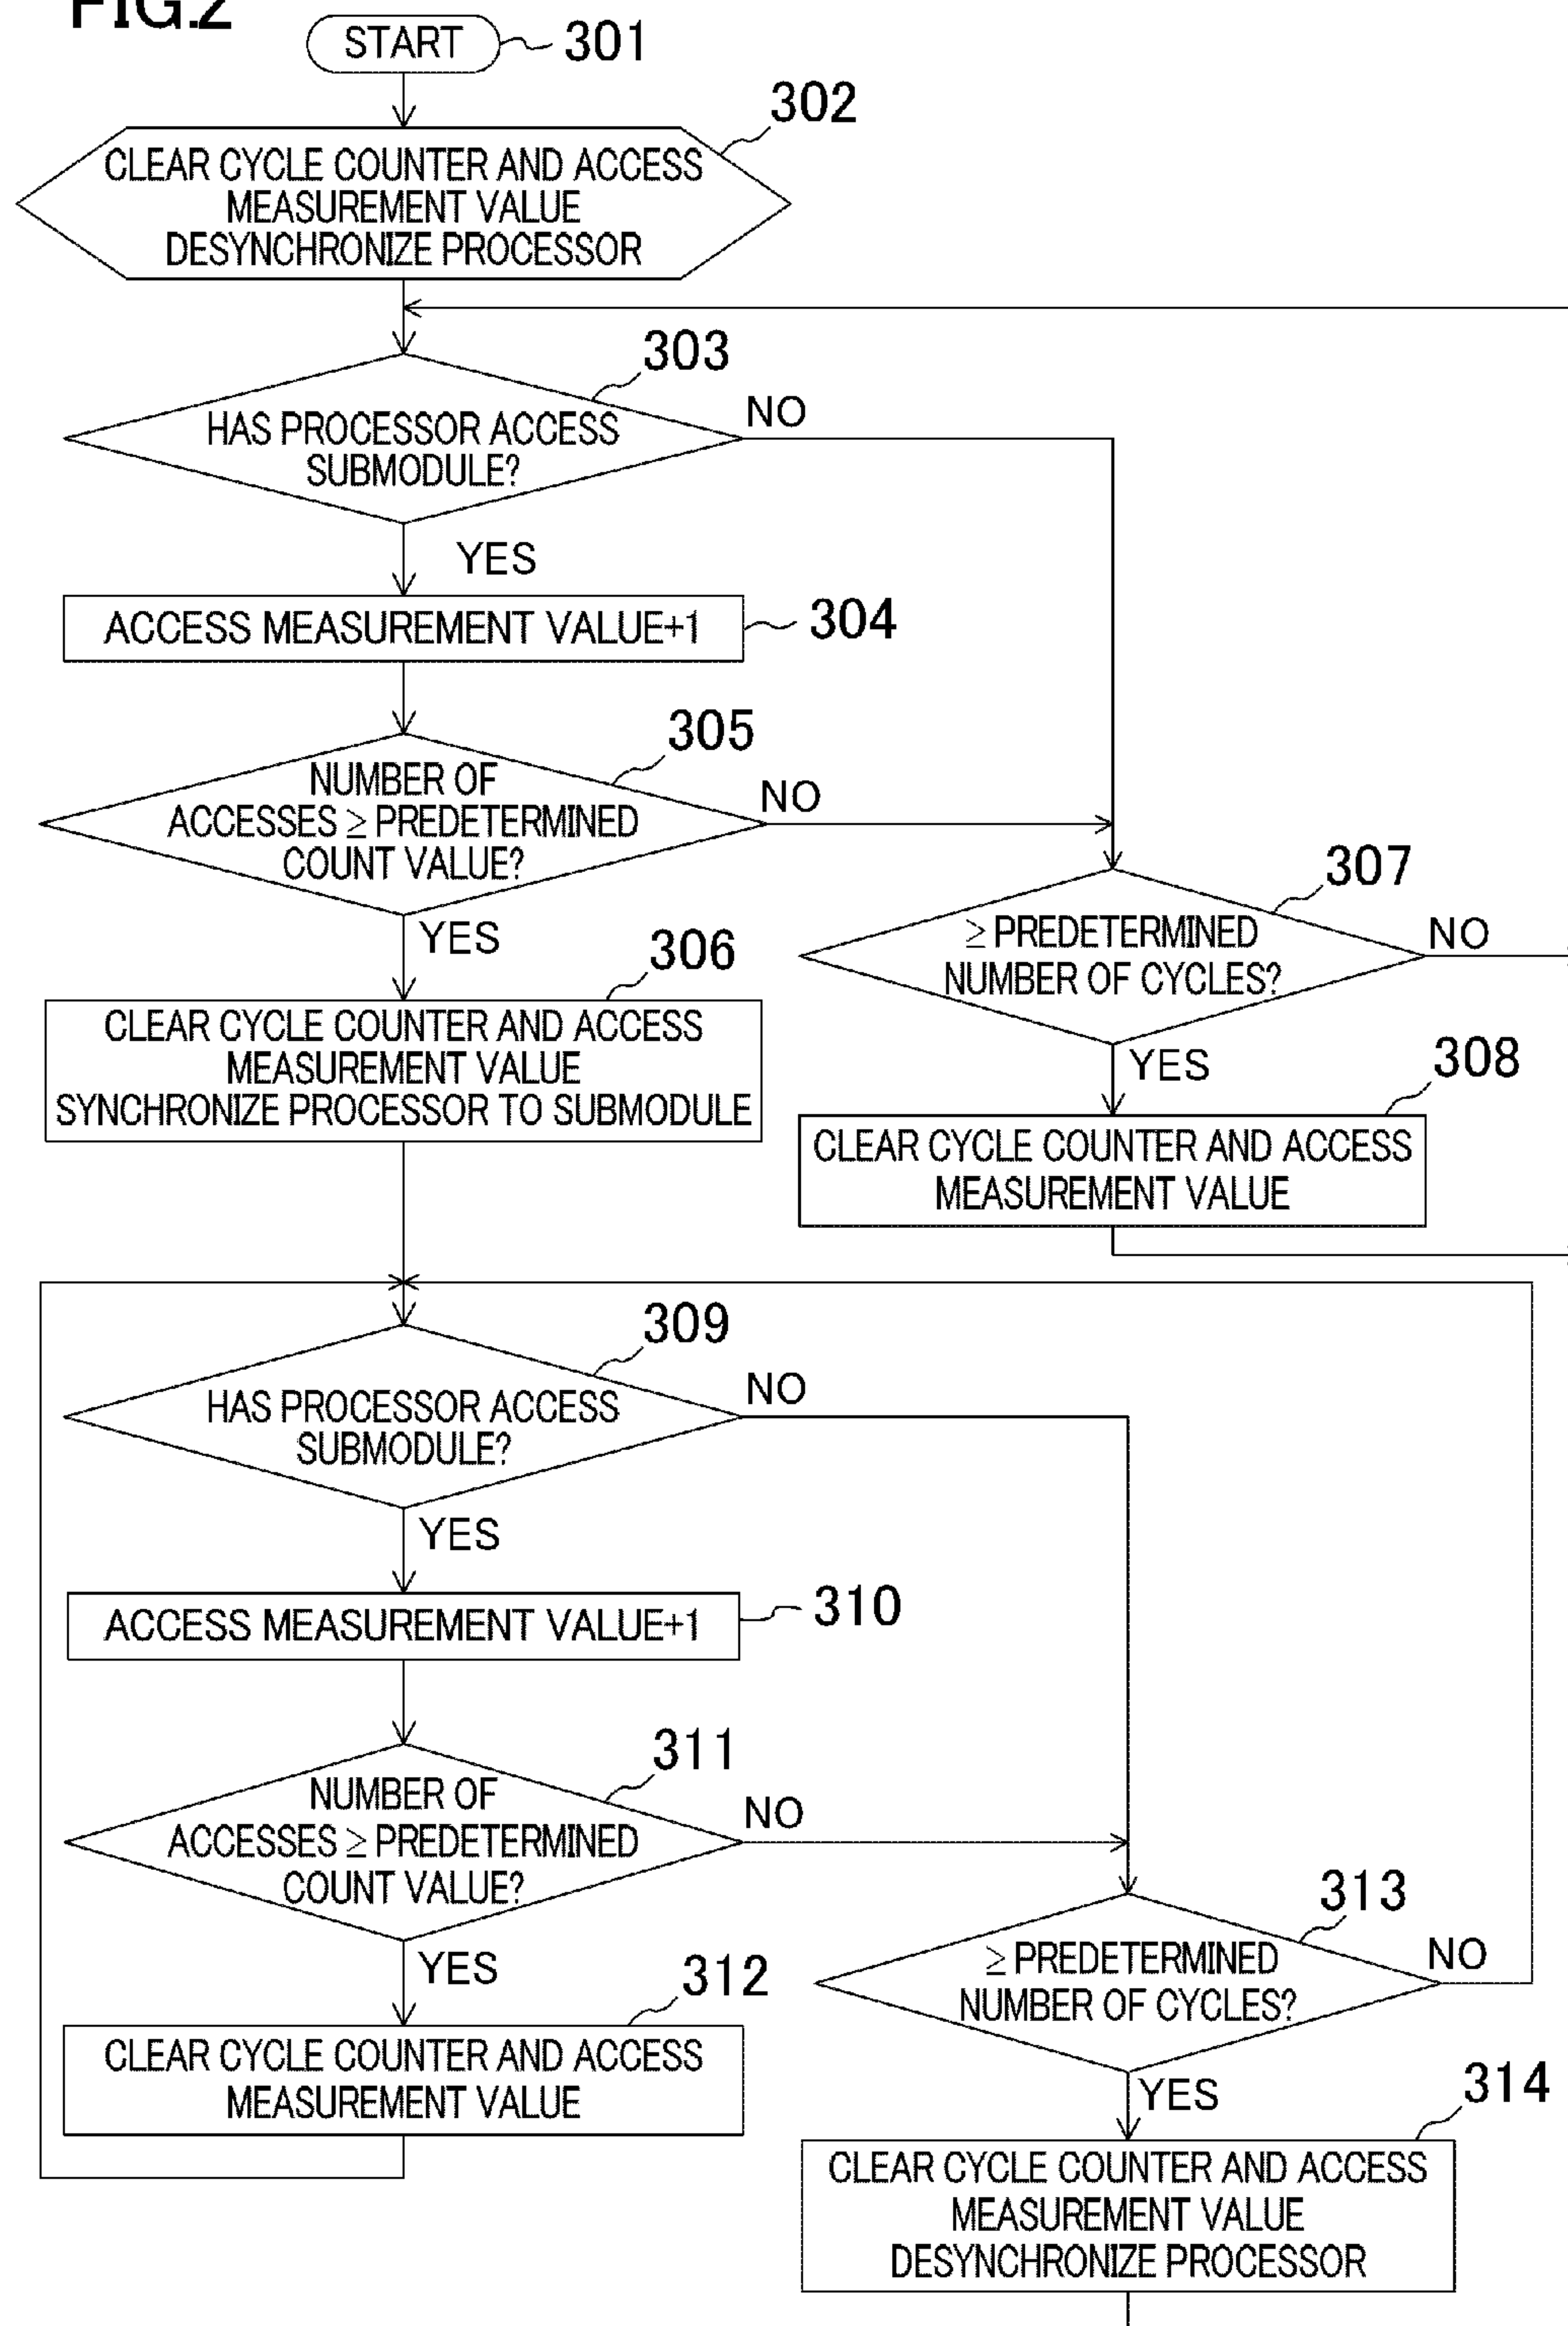 FIG.2
START
301
302
CLEAR CYCLE COUNTER AND ACCESS
MEASUREMENT VALUE
DESYNCHRONIZE PROCESSOR
303
HAS PROCESSOR ACCESS
SUBMODULE?
NO
YES
ACCESS MEASUREMENT VALUE+1
304
305
NUMBER OF
ACCESSES ≥ PREDETERMINED
COUNT VALUE?
NO
YES
307
≥ PREDETERMINED
NUMBER OF CYCLES?
NO
YES
306
CLEAR CYCLE COUNTER AND ACCESS
MEASUREMENT VALUE
SYNCHRONIZE PROCESSOR TO SUBMODULE
308
CLEAR CYCLE COUNTER AND ACCESS
MEASUREMENT VALUE
309
HAS PROCESSOR ACCESS
SUBMODULE?
NO
YES
ACCESS MEASUREMENT VALUE+1
310
311
NUMBER OF
ACCESSES ≥ PREDETERMINED
COUNT VALUE?
NO
YES
313
≥ PREDETERMINED
NUMBER OF CYCLES?
NO
YES
312
CLEAR CYCLE COUNTER AND ACCESS
MEASUREMENT VALUE
314
CLEAR CYCLE COUNTER AND ACCESS
MEASUREMENT VALUE
DESYNCHRONIZE PROCESSOR